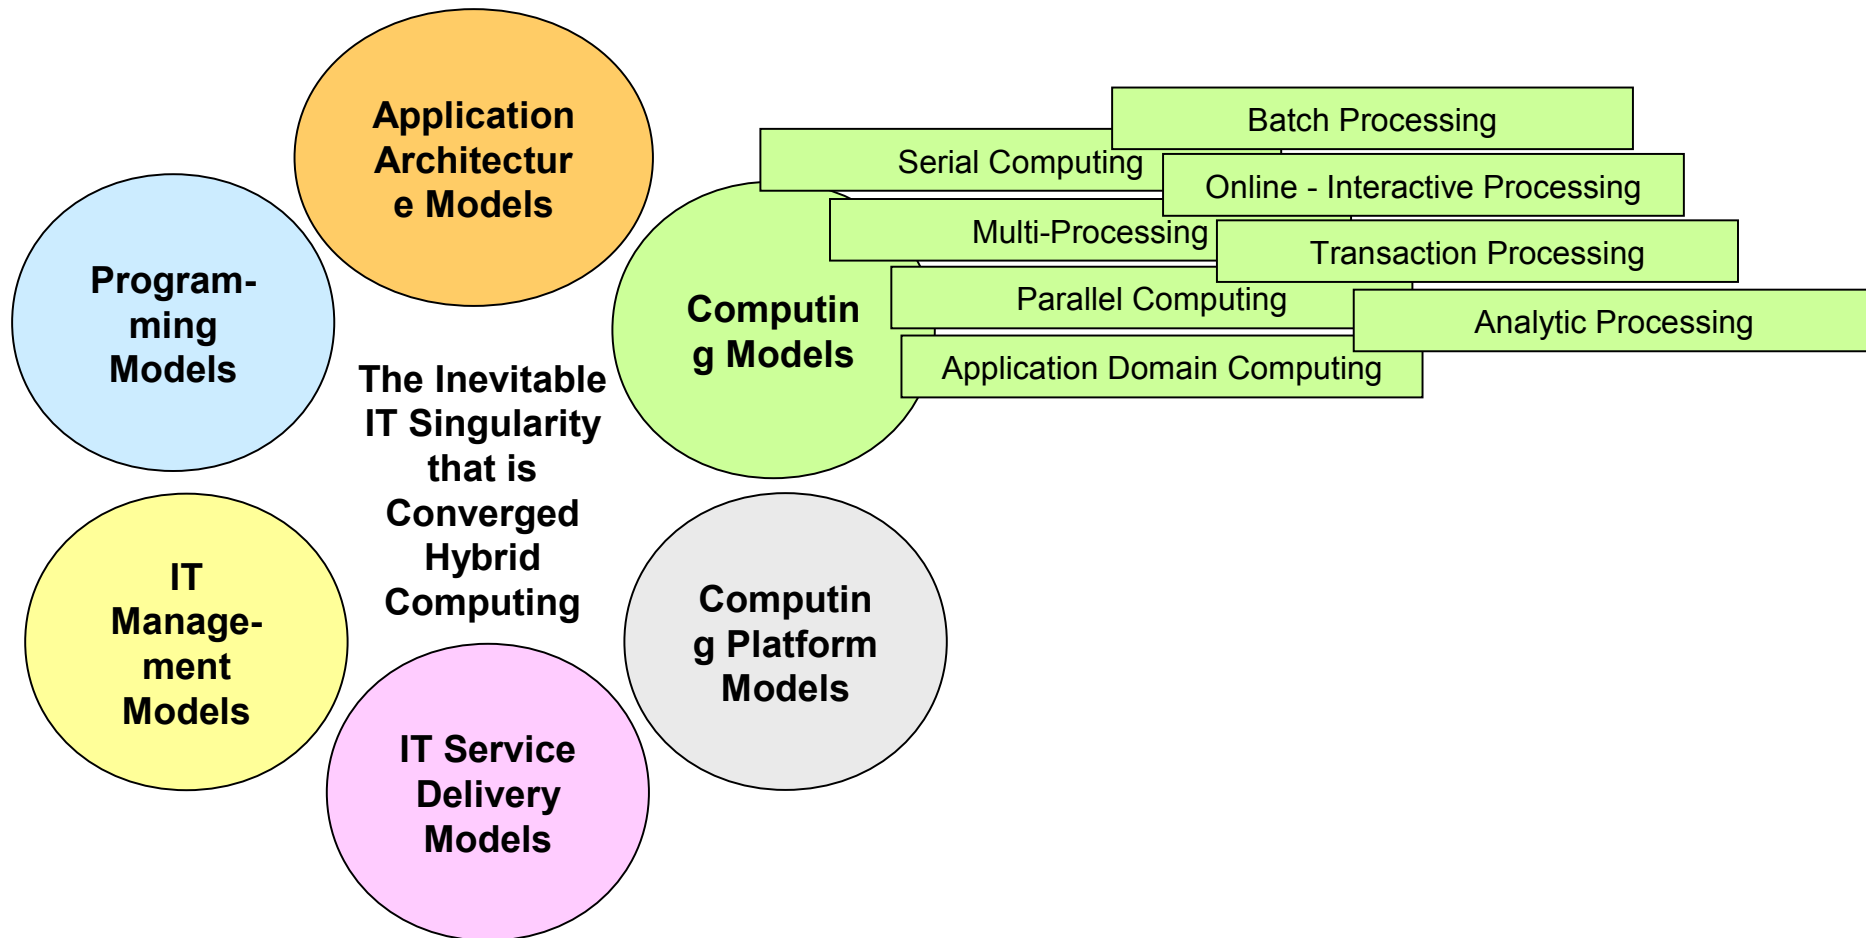 Application
Architectur
e Models
Batch Processing
Serial Computing
Online - Interactive Processing
Multi-Processing
Transaction Processing
Parallel Computing
Analytic Processing
Application Domain Computing
Computin
g Models
Program-
ming
Models
The Inevitable
IT Singularity
that is
Converged
Hybrid
Computing
IT
Manage-
ment
Models
Computin
g Platform
Models
IT Service
Delivery
Models